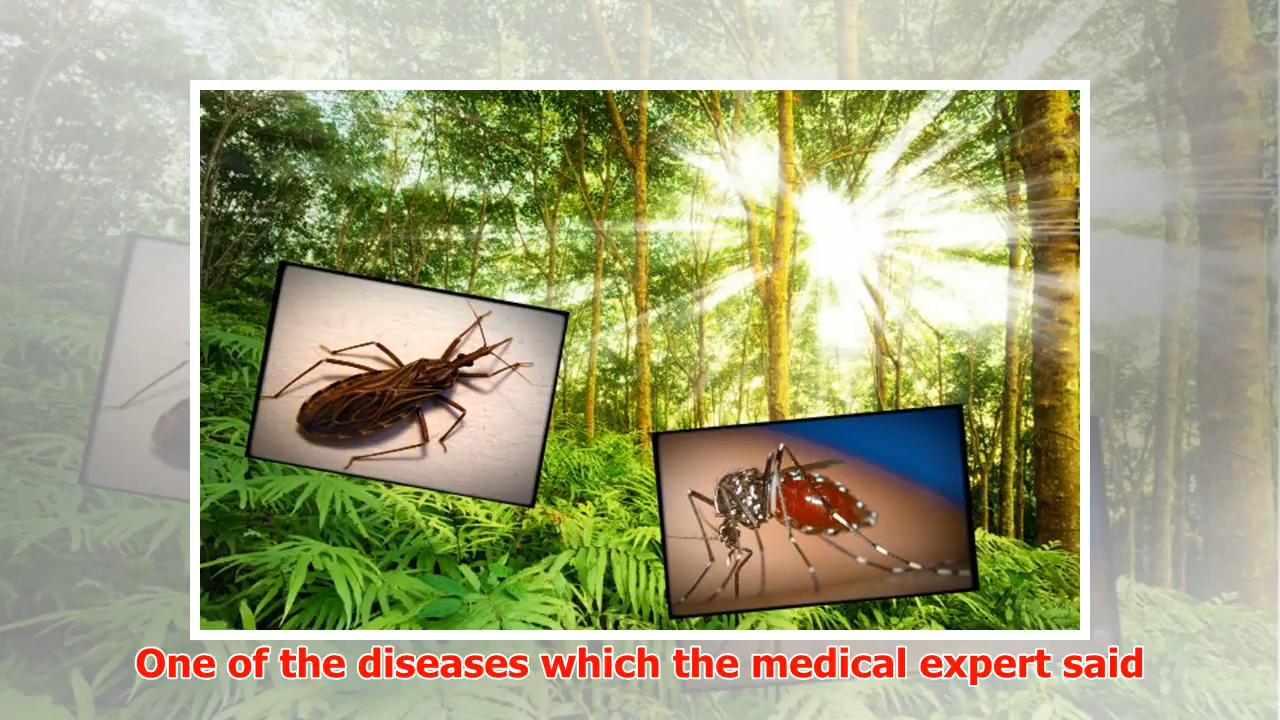 One of the diseases which the medical expert said